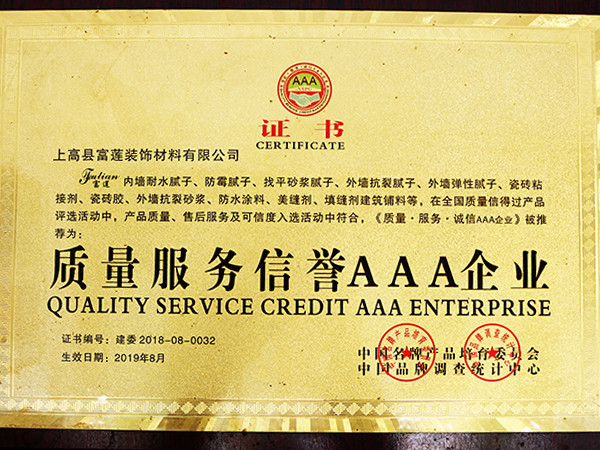 AAA
证书
CERTIFICATE
上高县富莲装饰材料有限公司
Fulian 富莲 内墙耐水腻子、防霉腻子、找平砂浆腻子、外墙抗裂腻子、外墙弹性腻子、瓷砖粘
接剂、瓷砖胶、外墙抗裂砂浆、防水涂料、美缝剂、填缝剂建筑铺料等，在全国质量信得过产品
评选活动中，产品质量、售后服务及可信度入选活动中符合，《质量·服务·诚信AAA企业》被推
荐为：
质量服务信誉AAA企业
QUALITY SERVICE CREDIT AAA ENTERPRISE
证书编号：建委 2018-08-0032
生效日期：2019年8月
中国名牌产品培育委员会
中国品牌调查统计中心